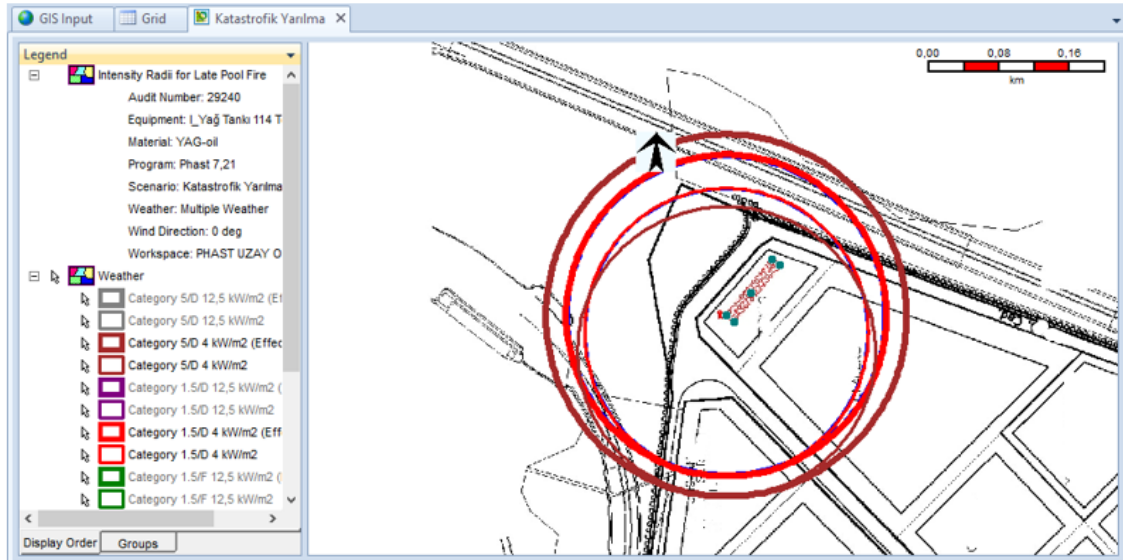 GIS Input
Grid
Katastrofik Yarılma
Legend
Intensity Radii for Late Pool Fire
Audit Number: 29240
Equipment: I_Yağ Tankı 114 T
Material: YAG-oil
Program: Phast 7,21
Scenario: Katastrofik Yarılma
Weather: Multiple Weather
Wind Direction: 0 deg
Workspace: PHAST UZAY O
Weather
Category 5/D 12,5 kW/m2 (Ef
Category 5/D 12,5 kW/m2
Category 5/D 4 kW/m2 (Effec
Category 5/D 4 kW/m2
Category 1.5/D 12,5 kW/m2 (
Category 1.5/D 12,5 kW/m2
Category 1.5/D 4 kW/m2 (Eff
Category 1.5/D 4 kW/m2
Category 1.5/F 12,5 kW/m2 (
Category 1.5/F 12,5 kW/m2
Display Order
Groups
0,00 0,08 0,16
km